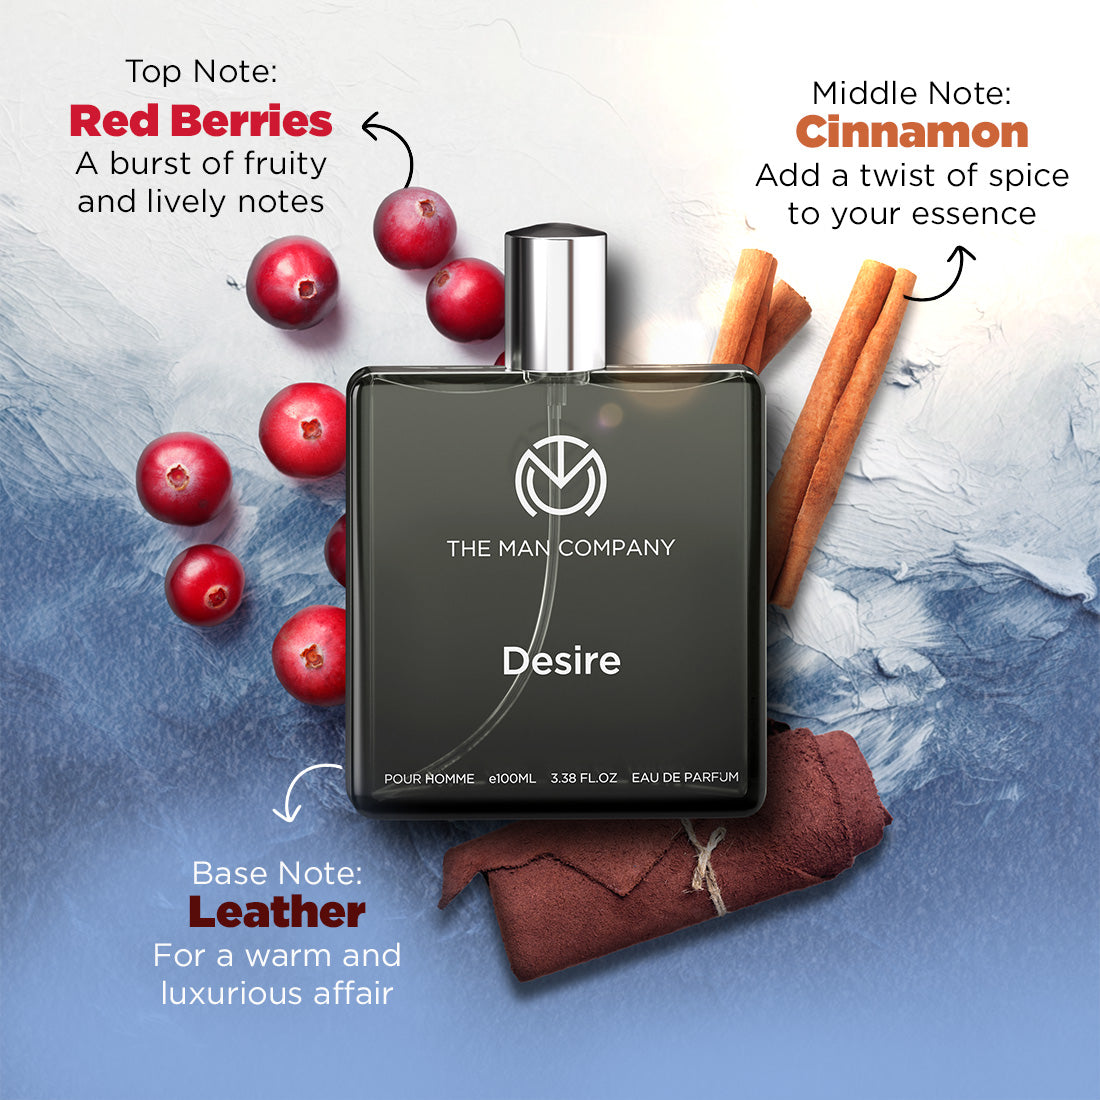 Top Note:
Red Berries
A burst of fruity
and lively notes
Middle Note:
Cinnamon
Add a twist of spice
to your essence
THE MAN COMPANY
Desire
POUR HOMME e100ML 3.38 FL.OZ EAU DE PARFUM
Base Note:
Leather
For a warm and
luxurious affair